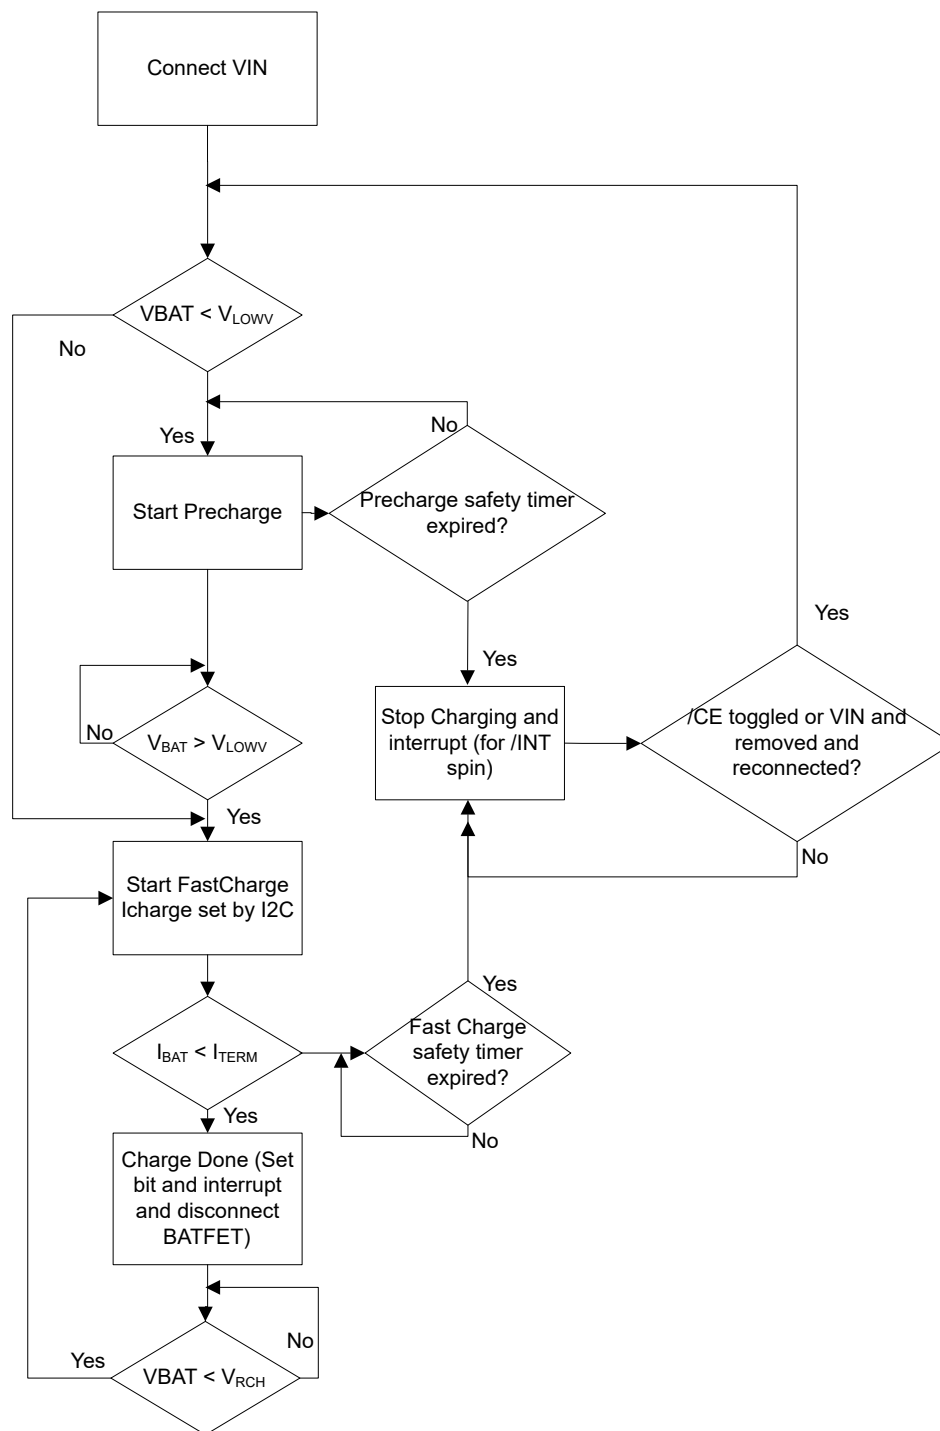 Connect VIN
VBAT < VLOWV
No
Yes
No
Start Precharge
Precharge safety timer
expired?
Yes
Yes
No
VBAT > VLOWV
Stop Charging and
interrupt (for /INT
spin)
/CE toggled or VIN and
removed and
reconnected?
Yes
No
Start FastCharge
Icharge set by I2C
Yes
IBAT < ITERM
Fast Charge
safety timer
expired?
Yes
No
Charge Done (Set
bit and interrupt
and disconnect
BATFET)
No
Yes
VBAT < VRCH